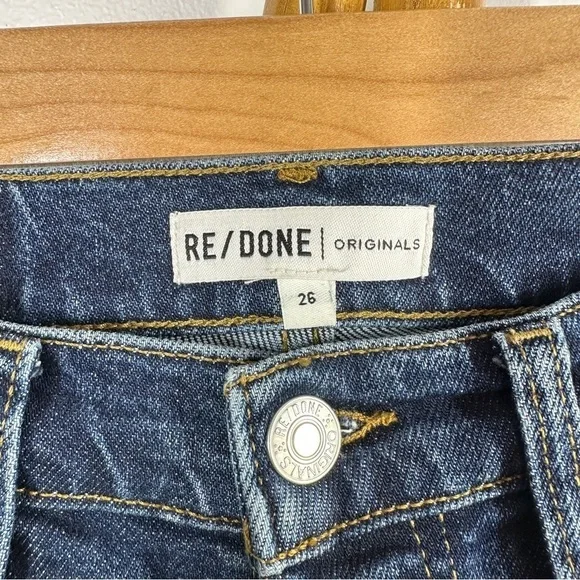 RE/DONE | ORIGINALS
26
RE/DONE ORIGINALS